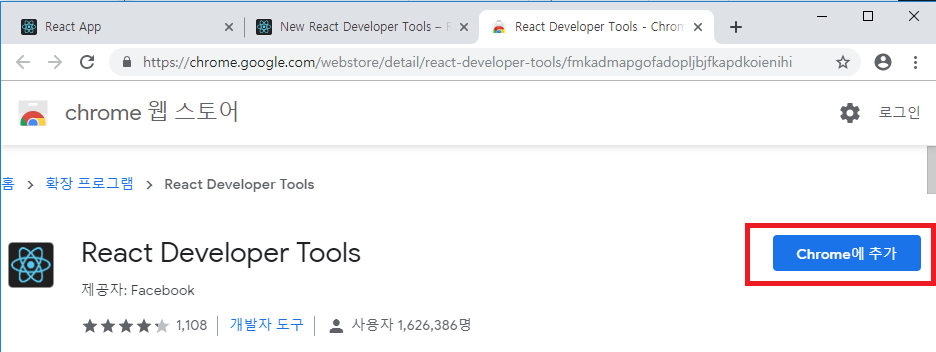 React App
New React Developer Tools – R
React Developer Tools - Chrom
https://chrome.google.com/webstore/detail/react-developer-tools/fmkadmapgofadopljbjfkapdkoienihi
chrome 웹 스토어
로그인
홈 > 확장 프로그램 > React Developer Tools
React Developer Tools
Chrome에 추가
제공자: Facebook
1,108 | 개발자 도구 | 사용자 1,626,386명